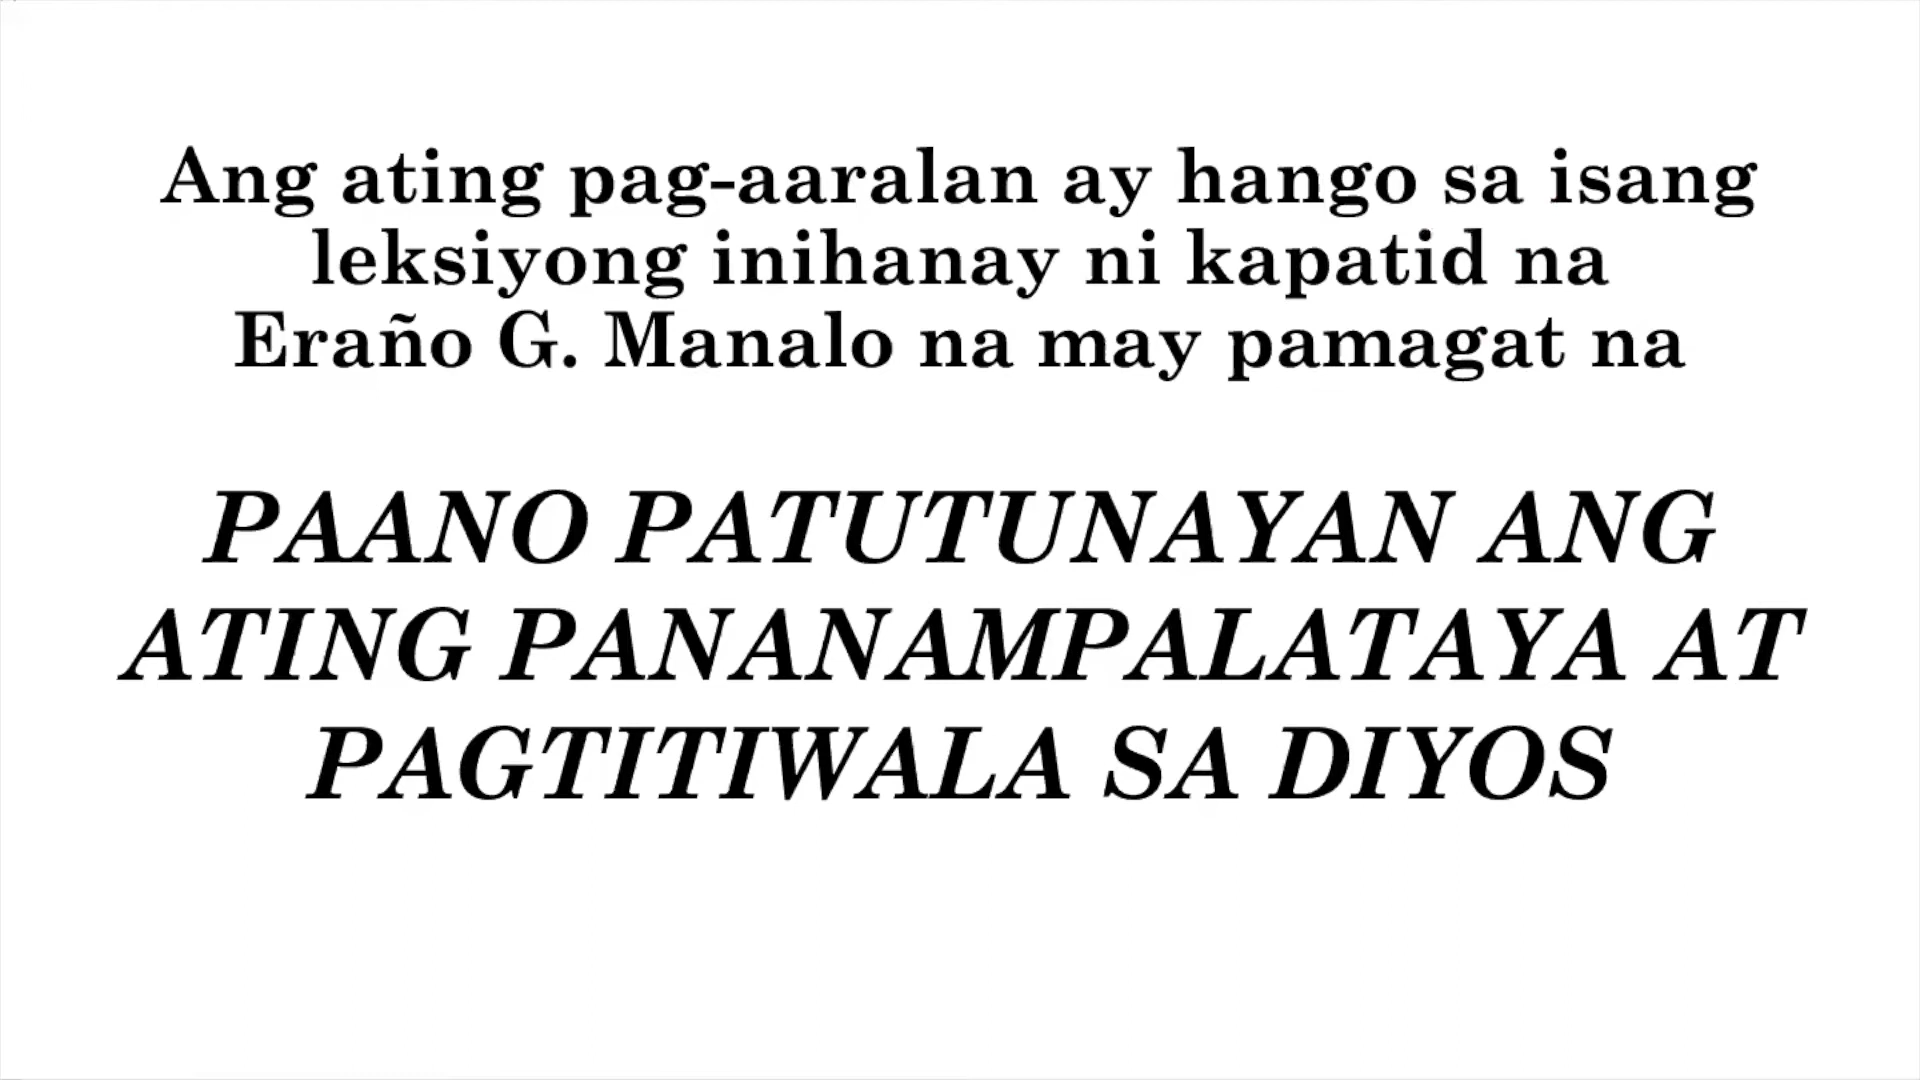 Ang ating pag-aaralan ay hango sa isang
leksiyong inihanay ni kapatid na
Eraño G. Manalo na may pamagat na
PAANO PATUTUNAYAN ANG
ATING PANANAMPALATAYA AT
PAGTITIWALA SA DIYOS